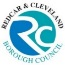 REDCAR & CLEVELAND
RC
BOROUGH COUNCIL